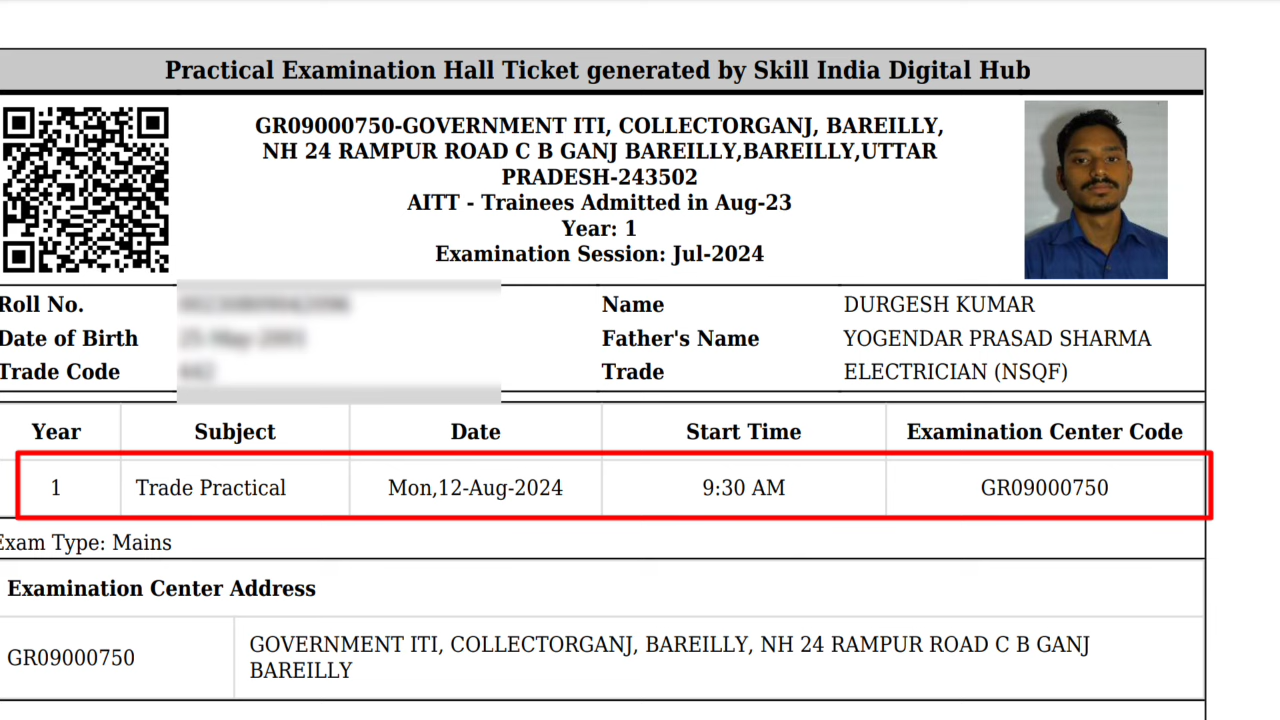 Practical Examination Hall Ticket generated by Skill India Digital Hub
GR09000750-GOVERNMENT ITI, COLLECTORGANJ, BAREILLY,
NH 24 RAMPUR ROAD C B GANJ BAREILLY,BAREILLY,UTTAR
PRADESH-243502
AITT - Trainees Admitted in Aug-23
Year: 1
Examination Session: Jul-2024
Roll No.
Name DURGESH KUMAR
Date of Birth
Father's Name YOGENDAR PRASAD SHARMA
Trade Code
Trade ELECTRICIAN (NSQF)
Year Subject Date Start Time Examination Center Code
1 Trade Practical Mon,12-Aug-2024 9:30 AM GR09000750
Exam Type: Mains
Examination Center Address
GR09000750 GOVERNMENT ITI, COLLECTORGANJ, BAREILLY, NH 24 RAMPUR ROAD C B GANJ
BAREILLY